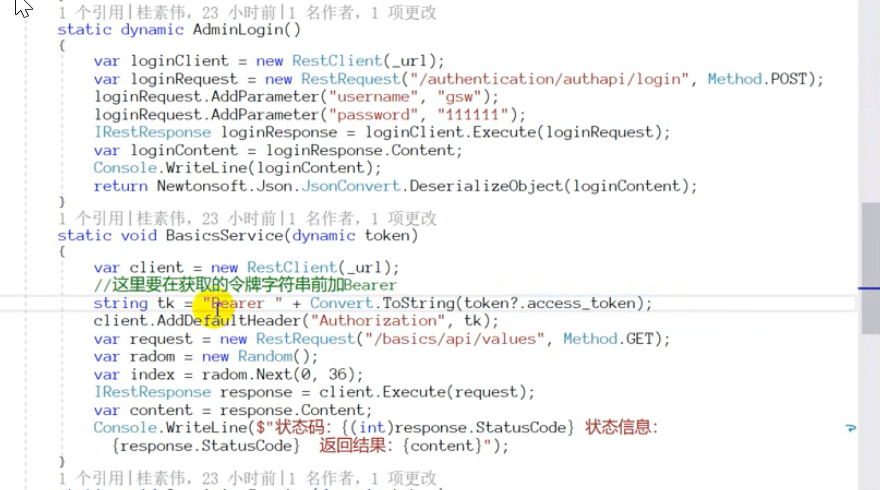 1 个引用|桂素伟，23 小时前|1 名作者，1 项更改
static dynamic AdminLogin()
{
var loginClient = new RestClient(_url);
var loginRequest = new RestRequest("/authentication/authapi/login", Method.POST);
loginRequest.AddParameter("username", "gsw");
loginRequest.AddParameter("password", "111111");
IRestResponse loginResponse = loginClient.Execute(loginRequest);
var loginContent = loginResponse.Content;
Console.WriteLine(loginContent);
return Newtonsoft.Json.JsonConvert.DeserializeObject(loginContent);
}
1 个引用|桂素伟，23 小时前|1 名作者，1 项更改
static void BasicsService(dynamic token)
{
var client = new RestClient(_url);
//这里要在获取的令牌字符串前加Bearer
string tk = "Bearer " + Convert.ToString(token?.access_token);
client.AddDefaultHeader("Authorization", tk);
var request = new RestRequest("/basics/api/values", Method.GET);
var radom = new Random();
var index = radom.Next(0, 36);
IRestResponse response = client.Execute(request);
var content = response.Content;
Console.WriteLine($"状态码：{(int)response.StatusCode} 状态信息：
{response.StatusCode}  返回结果：{content}");
}
1 个引用|桂素伟，23 小时前|1 名作者，1 项更改